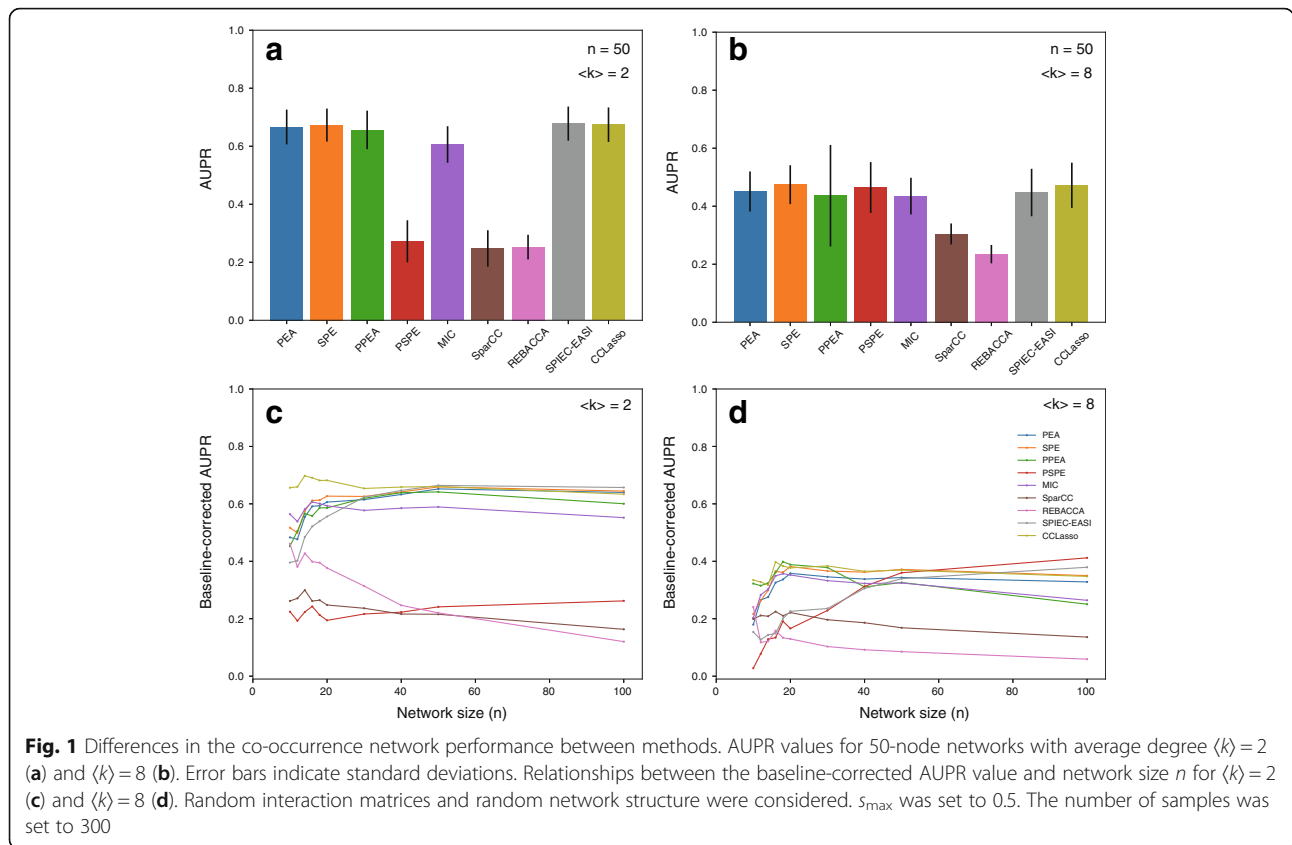 a
n = 50
<k> = 2
1.0
0.8
0.6
0.4
0.2
0.0
AUPR
PEA
SPE
PPEA
PSPE
MIC
SparCC
REBACCA
SPIEC-EASI
CCLasso
b
n = 50
<k> = 8
1.0
0.8
0.6
0.4
0.2
0.0
AUPR
PEA
SPE
PPEA
PSPE
MIC
SparCC
REBACCA
SPIEC-EASI
CCLasso
c
<k> = 2
1.0
0.8
0.6
0.4
0.2
0.0
Baseline-corrected AUPR
0 20 40 60 80 100
Network size (n)
d
<k> = 8
1.0
0.8
0.6
0.4
0.2
0.0
Baseline-corrected AUPR
PEA
SPE
PPEA
PSPE
MIC
SparCC
REBACCA
SPIEC-EASI
CCLasso
0 20 40 60 80 100
Network size (n)
Fig. 1 Differences in the co-occurrence network performance between methods. AUPR values for 50-node networks with average degree ⟨k⟩ = 2
(a) and ⟨k⟩ = 8 (b). Error bars indicate standard deviations. Relationships between the baseline-corrected AUPR value and network size n for ⟨k⟩ = 2
(c) and ⟨k⟩ = 8 (d). Random interaction matrices and random network structure were considered. smax was set to 0.5. The number of samples was
set to 300